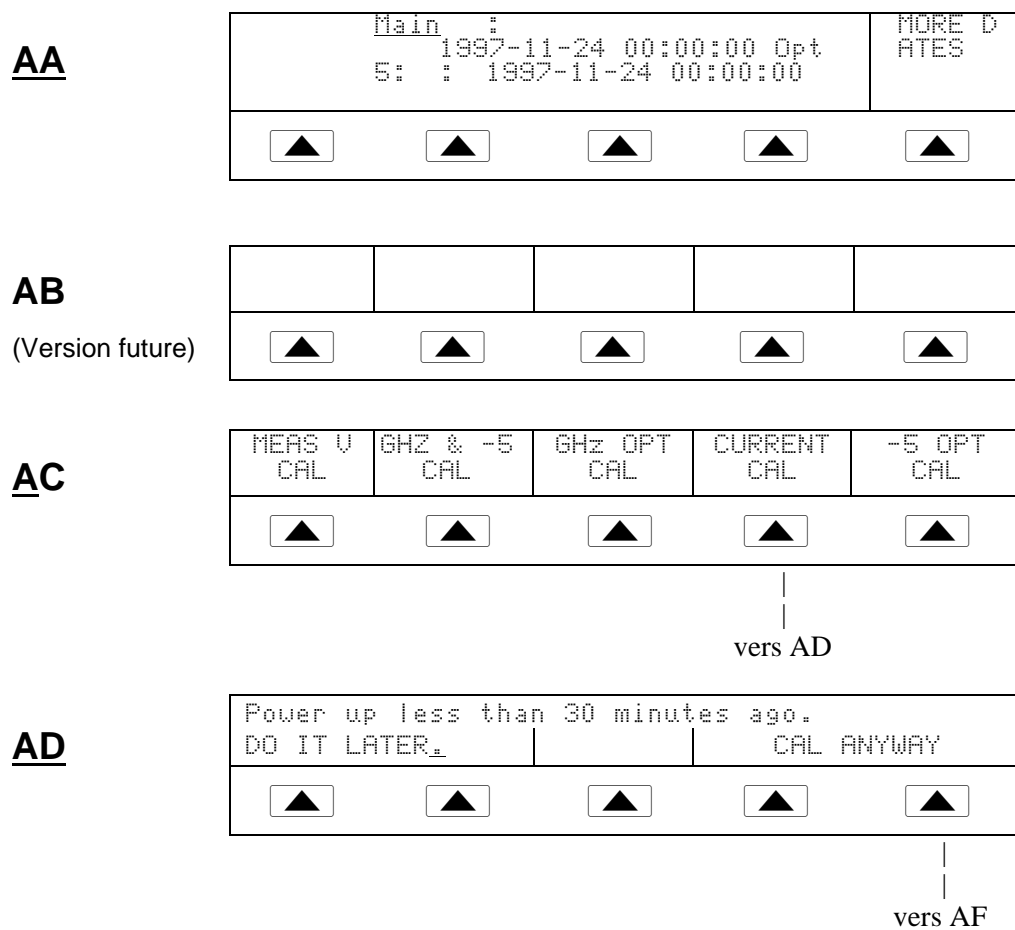 AA
Main :
1997-11-24 00:00:00 Opt
5: : 1997-11-24 00:00:00
MORE D
ATES
AB
(Version future)
AC
MEAS V
CAL
GHZ & -5
CAL
GHz OPT
CAL
CURRENT
CAL
-5 OPT
CAL
vers AD
AD
Power up less than 30 minutes ago.
DO IT LATER.
CAL ANYWAY
vers AF